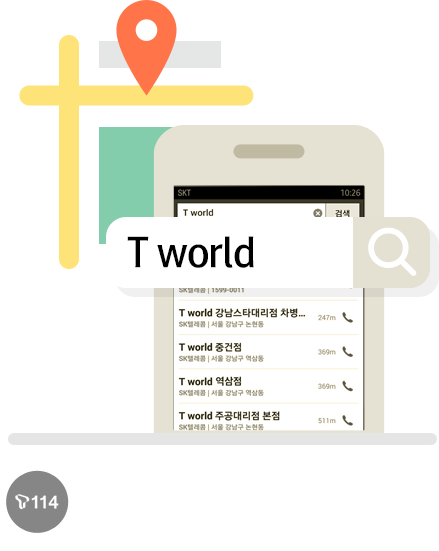 SKT 10:26
T world 검색
T world
SK텔레콤 | 1599-0011
T world 강남스타대리점 차병... 247m
SK텔레콤 | 서울 강남구 논현동
T world 중건점 369m
SK텔레콤 | 서울 강남구 역삼동
T world 역삼점 369m
SK텔레콤 | 서울 강남구 역삼동
T world 주공대리점 본점 511m
SK텔레콤 | 서울 강남구 논현동
114